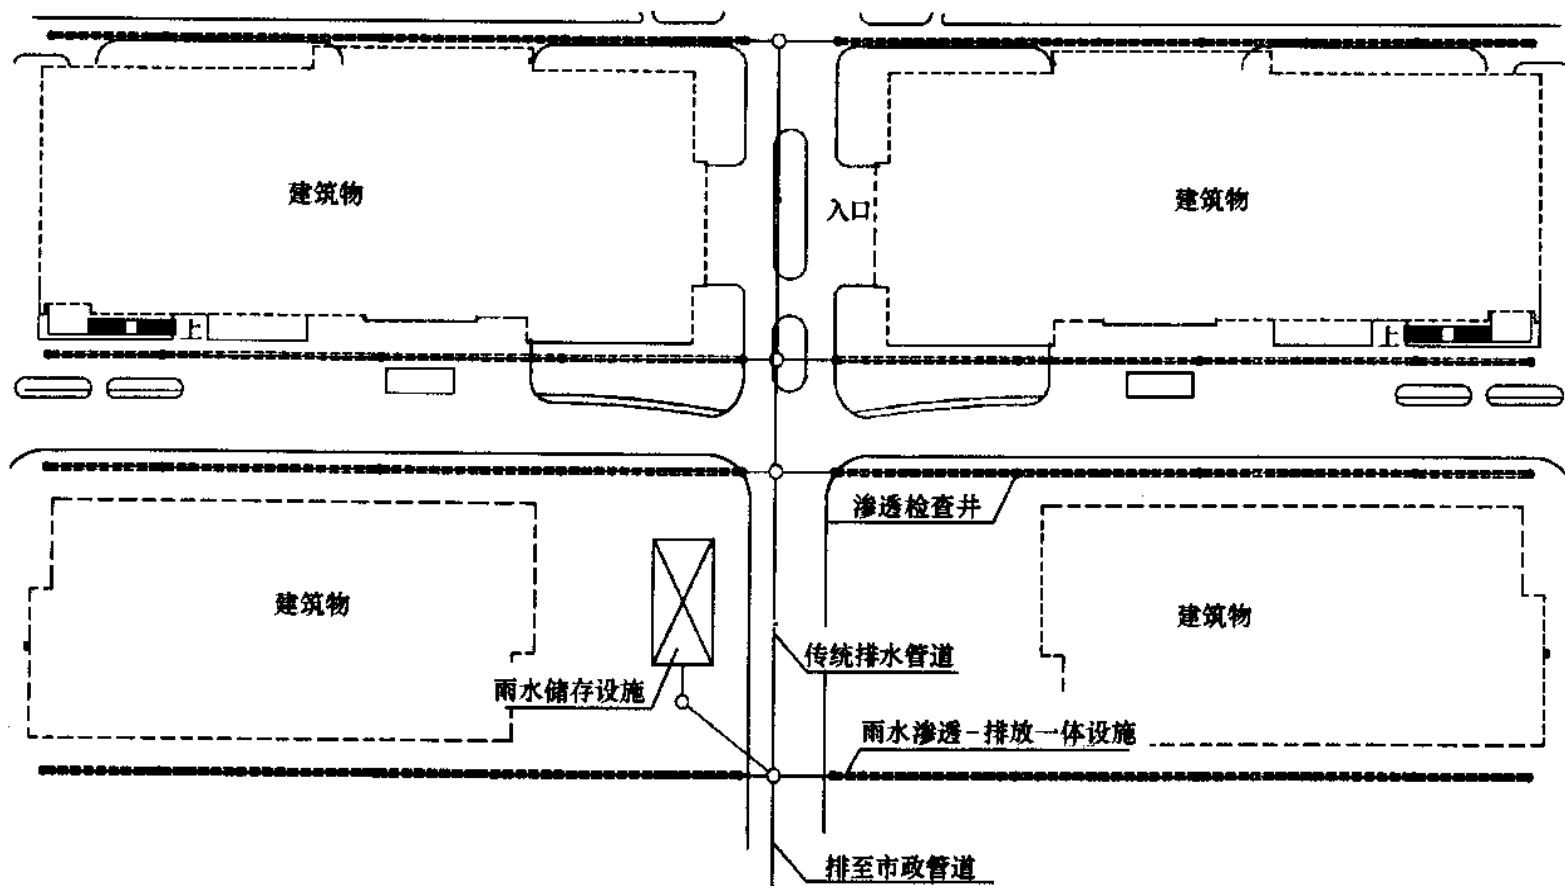 建筑物
建筑物
入口
上
上
渗透检查井
建筑物
建筑物
传统排水管道
雨水储存设施
雨水渗透-排放一体设施
排至市政管道